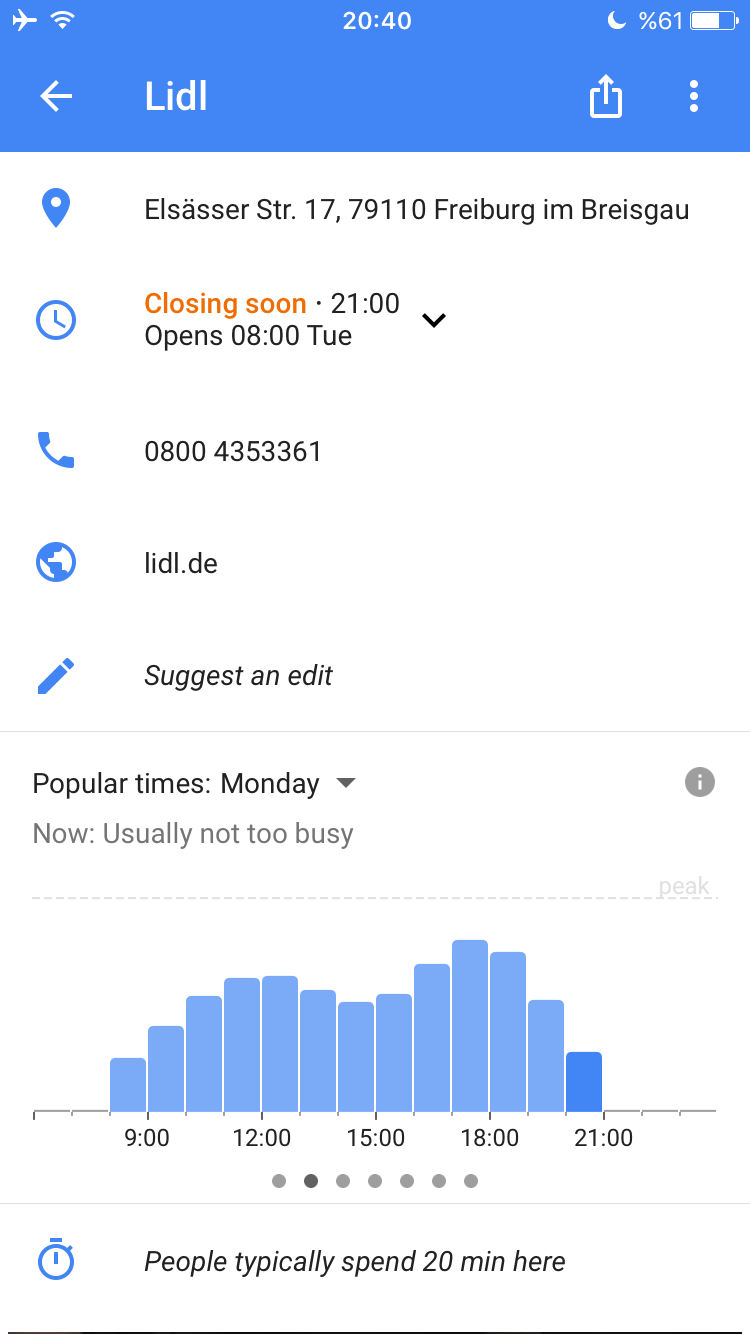 20:40
%61
Lidl
Elsässer Str. 17, 79110 Freiburg im Breisgau
Closing soon · 21:00
Opens 08:00 Tue
0800 4353361
lidl.de
Suggest an edit
Popular times: Monday
Now: Usually not too busy
peak
9:00 12:00 15:00 18:00 21:00
People typically spend 20 min here